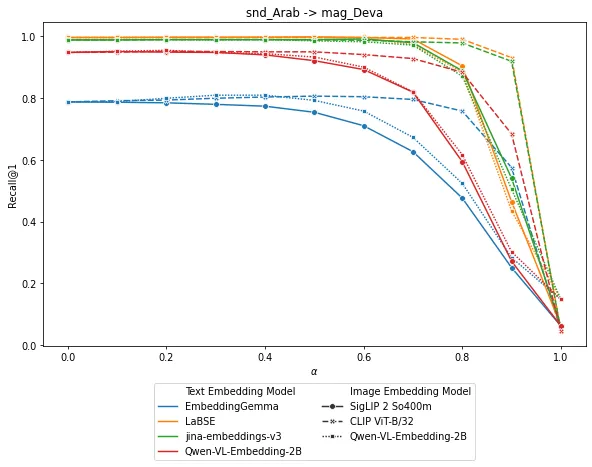 snd_Arab -> mag_Deva
Recall@1
1.0
0.8
0.6
0.4
0.2
0.0
0.0 0.2 0.4 0.6 0.8 1.0
α
Text Embedding Model
EmbeddingGemma
LaBSE
jina-embeddings-v3
Qwen-VL-Embedding-2B
Image Embedding Model
SigLIP 2 So400m
CLIP ViT-B/32
Qwen-VL-Embedding-2B